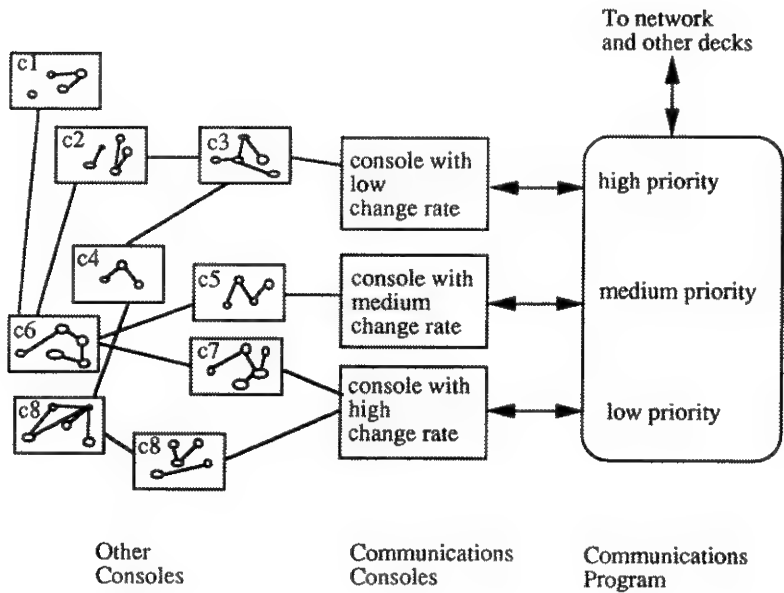 To network
and other decks
c1
c2
c3
console with
low
change rate
high priority
c4
c5
console with
medium
change rate
medium priority
c6
c7
console with
high
change rate
low priority
c8
c8
Other
Consoles
Communications
Consoles
Communications
Program